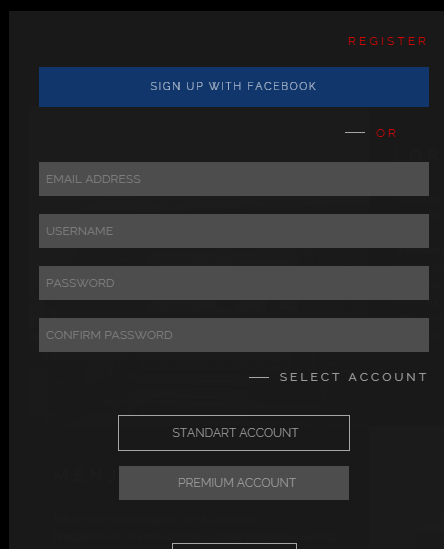 REGISTER
SIGN UP WITH FACEBOOK
— OR
EMAIL ADDRESS
USERNAME
PASSWORD
CONFIRM PASSWORD
— SELECT ACCOUNT
STANDART ACCOUNT
PREMIUM ACCOUNT